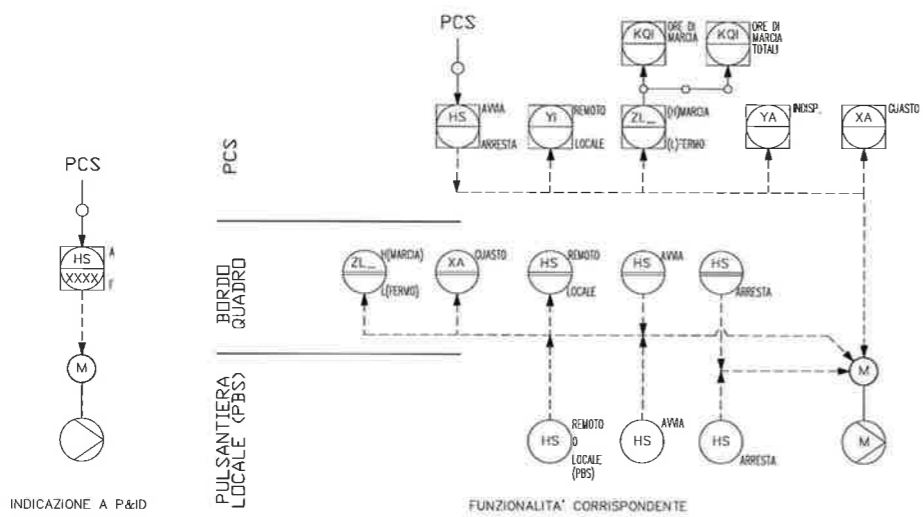 PCS
ORE DI
MARCIA
KQI
KQI
ORE DI
MARCIA
TOTALI
HS
AVVIA
ARRESTA
YI
REMOTO
LOCALE
ZL_
(H)MARCIA
(L)FERMO
YA
INDISP.
XA
GUASTO
PCS
PCS
HS
XXXX
A
F
M
INDICAZIONE A P&ID
BORDO
QUADRO
ZL_
H(MARCIA)
L(FERMO)
XA
GUASTO
HS
REMOTO
LOCALE
HS
AVVIA
HS
ARRESTA
M
PULSANTIERA
LOCALE (PBS)
HS
REMOTO
O
LOCALE
(PBS)
HS
AVVIA
HS
ARRESTA
M
FUNZIONALITA' CORRISPONDENTE